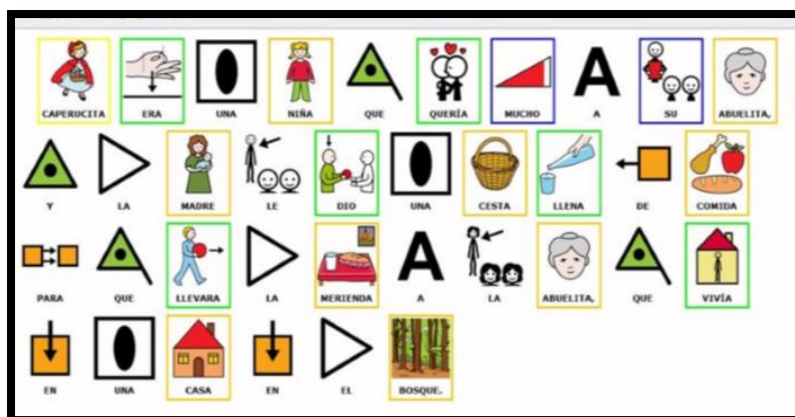 CAPERUCITA ERA UNA NIÑA QUE QUERÍA MUCHO A SU ABUELITA,
Y LA MADRE LE DIO UNA CESTA LLENA DE COMIDA
PARA QUE LLEVARA LA MERIENDA A LA ABUELITA, QUE VIVÍA
EN UNA CASA EN EL BOSQUE.